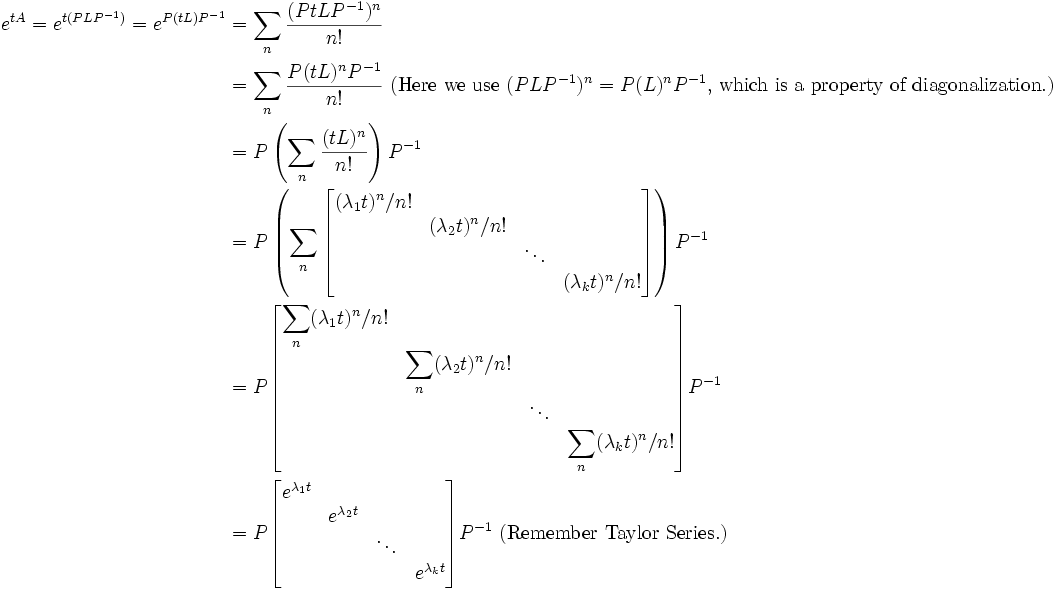 e^{tA} = e^{t(PLP^{-1})} = e^{P(tL)P^{-1}} = \sum_n \frac{(PtLP^{-1})^n}{n!}
= \sum_n \frac{P(tL)^n P^{-1}}{n!} (Here we use (PLP^{-1})^n = P(L)^n P^{-1}, which is a property of diagonalization.)
= P \left( \sum_n \frac{(tL)^n}{n!} \right) P^{-1}
= P \left( \sum_n \begin{bmatrix} (\lambda_1 t)^n/n! & & & \\ & (\lambda_2 t)^n/n! & & \\ & & \ddots & \\ & & & (\lambda_k t)^n/n! \end{bmatrix} \right) P^{-1}
= P \begin{bmatrix} \sum_n (\lambda_1 t)^n/n! & & & \\ & \sum_n (\lambda_2 t)^n/n! & & \\ & & \ddots & \\ & & & \sum_n (\lambda_k t)^n/n! \end{bmatrix} P^{-1}
= P \begin{bmatrix} e^{\lambda_1 t} & & & \\ & e^{\lambda_2 t} & & \\ & & \ddots & \\ & & & e^{\lambda_k t} \end{bmatrix} P^{-1} (Remember Taylor Series.)